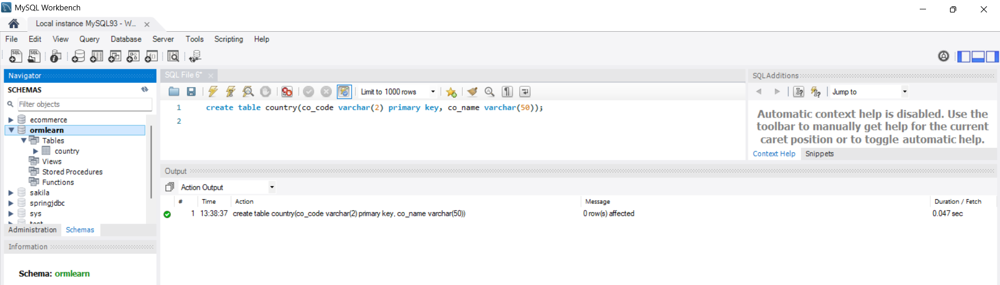 MySQL Workbench
Local instance MySQL93 - W...
File Edit View Query Database Server Tools Scripting Help
Navigator
SCHEMAS
Filter objects
ecommerce
ormlearn
Tables
country
Views
Stored Procedures
Functions
sakila
springjdbc
sys
Administration Schemas
Information
Schema: ormlearn
SQL File 6*
Limit to 1000 rows
1 create table country(co_code varchar(2) primary key, co_name varchar(50));
2
SQLAdditions
Jump to
Automatic context help is disabled. Use the
toolbar to manually get help for the current
caret position or to toggle automatic help.
Context Help Snippets
Output
Action Output
# Time Action Message Duration / Fetch
1 13:38:37 create table country(co_code varchar(2) primary key, co_name varchar(50)) 0 row(s) affected 0.047 sec